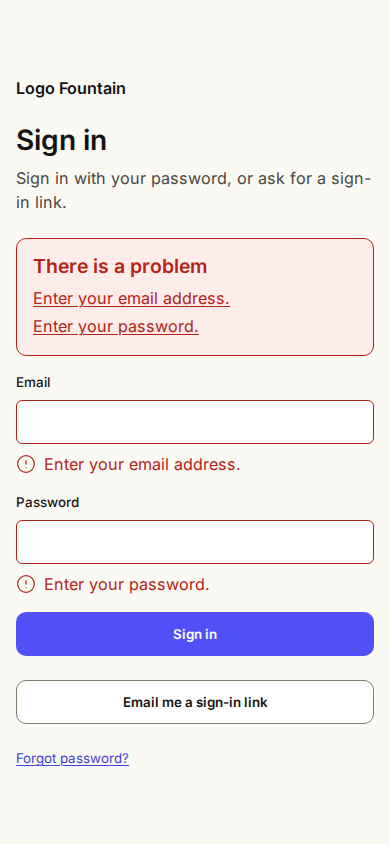 Logo Fountain
Sign in
Sign in with your password, or ask for a sign-
in link.
There is a problem
Enter your email address.
Enter your password.
Email
Enter your email address.
Password
Enter your password.
Sign in
Email me a sign-in link
Forgot password?